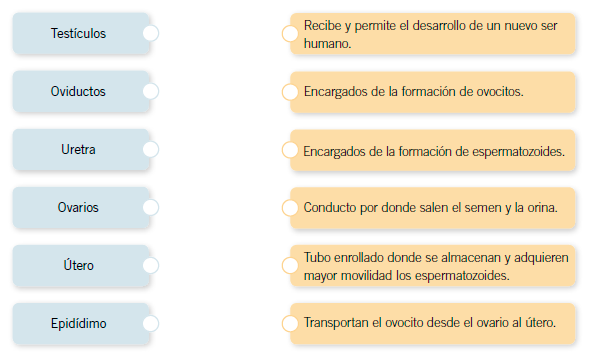 Testículos
Recibe y permite el desarrollo de un nuevo ser
humano.
Oviductos
Encargados de la formación de ovocitos.
Uretra
Encargados de la formación de espermatozoides.
Ovarios
Conducto por donde salen el semen y la orina.
Útero
Tubo enrollado donde se almacenan y adquieren
mayor movilidad los espermatozoides.
Epidídimo
Transportan el ovocito desde el ovario al útero.